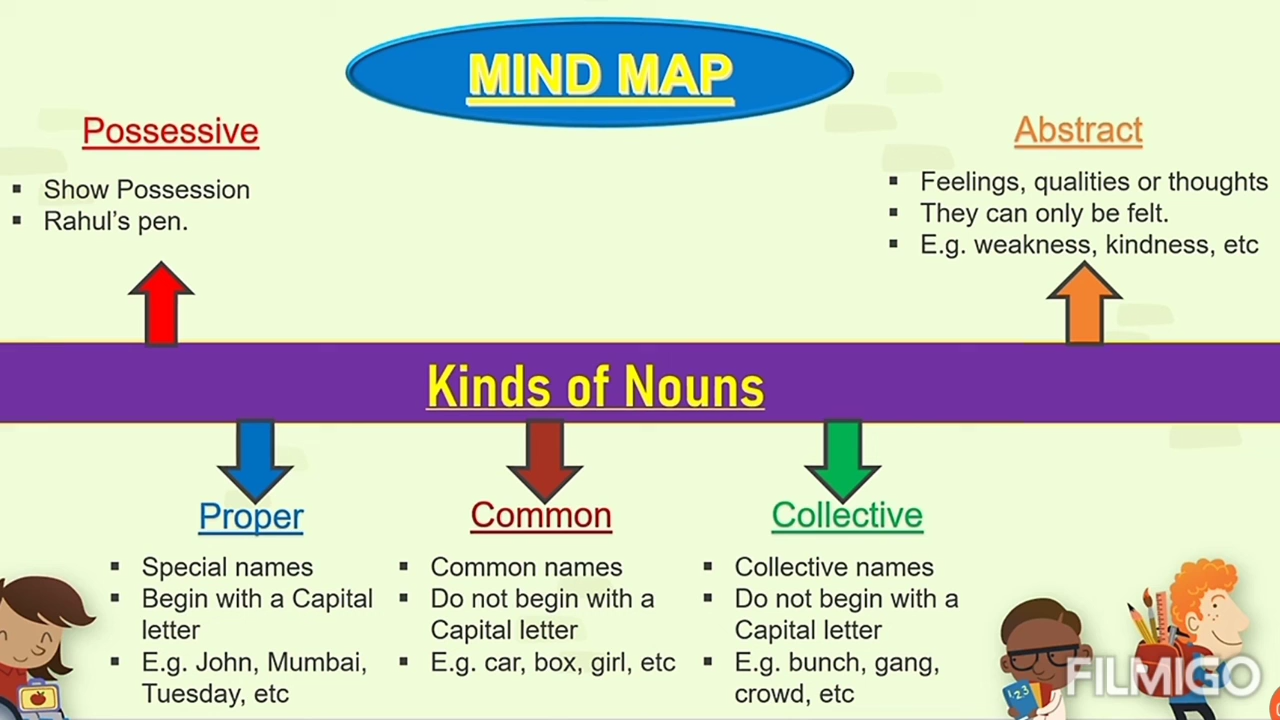 MIND MAP
Possessive
▪ Show Possession
▪ Rahul's pen.
Abstract
▪ Feelings, qualities or thoughts
▪ They can only be felt.
▪ E.g. weakness, kindness, etc
Kinds of Nouns
Proper
▪ Special names
▪ Begin with a Capital
letter
▪ E.g. John, Mumbai,
Tuesday, etc
Common
▪ Common names
▪ Do not begin with a
Capital letter
▪ E.g. car, box, girl, etc
Collective
▪ Collective names
▪ Do not begin with a
Capital letter
▪ E.g. bunch, gang,
crowd, etc
1 2 3
FILMIGO